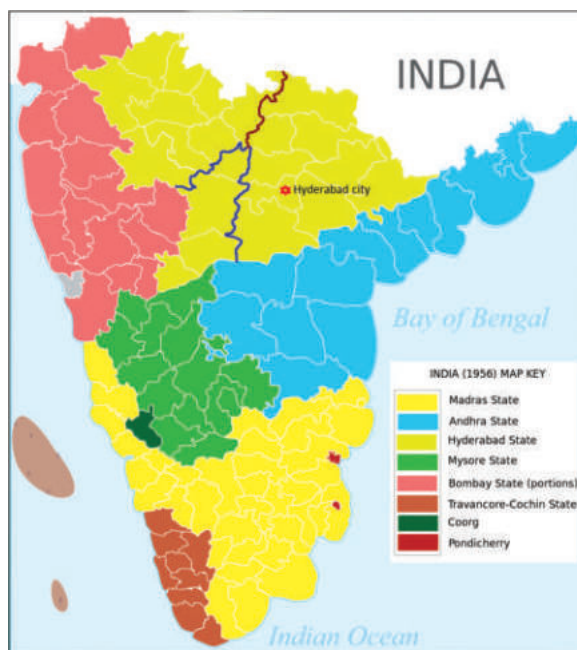 INDIA
Hyderabad city
Bay of Bengal
INDIA (1956) MAP KEY
Madras State
Andhra State
Hyderabad State
Mysore State
Bombay State (portions)
Travancore-Cochin State
Coorg
Pondicherry
Indian Ocean